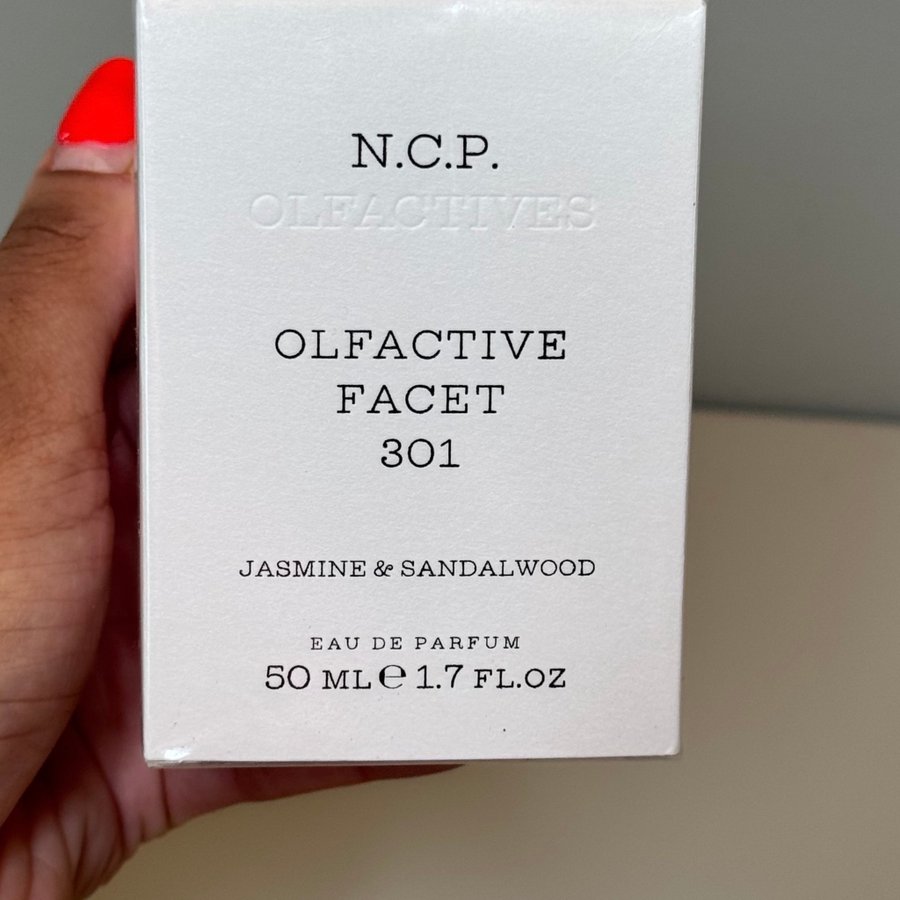 N.C.P.
OLFACTIVES
OLFACTIVE
FACET
301
JASMINE & SANDALWOOD
EAU DE PARFUM
50 ML ℮ 1.7 FL.OZ